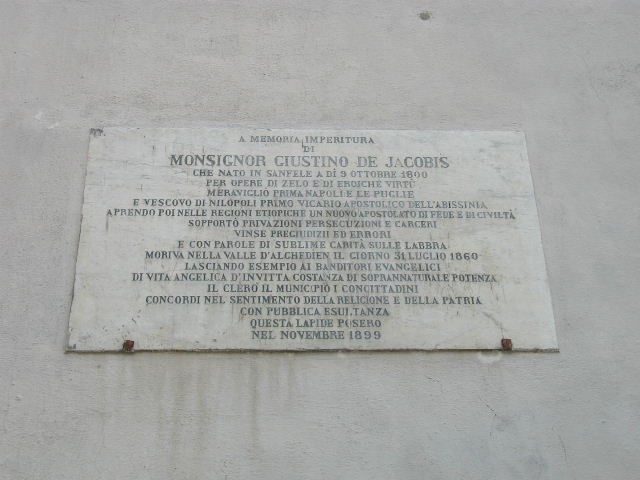 A MEMORIA IMPERITURA
DI
MONSIGNOR GIUSTINO DE JACOBIS
CHE NATO IN SANFELE A DÌ 9 OTTOBRE 1800
PER OPERE DI ZELO E DI EROICHE VIRTÙ
MERAVIGLIO PRIMA NAPOLI E LE PUGLIE
E VESCOVO DI NILOPOLI PRIMO VICARIO APOSTOLICO DELL'ABISSINIA
APRENDO POI NELLE REGIONI ETIOPICHE UN NUOVO APOSTOLATO DI FEDE E DI CIVILTÀ
SOPPORTÒ PRIVAZIONI PERSECUZIONI E CARCERI
VINSE PRECIUDIZII ED ERRORI
E CON PAROLE DI SUBLIME CARITÀ SULLE LABBRA
MORIVA NELLA VALLE D'ALGHEDIEN IL GIORNO 31 LUGLIO 1860
LASCIANDO ESEMPIO AI BANDITORI EVANGELICI
DI VITA ANGELICA D'INVITTA COSTANZA DI SOPRANNATURALE POTENZA
IL CLERO IL MUNICIPIO I CONCITTADINI
CONCORDI NEL SENTIMENTO DELLA RELIGIONE E DELLA PATRIA
CON PUBBLICA ESULTANZA
QUESTA LAPIDE POSERO
NEL NOVEMBRE 1899